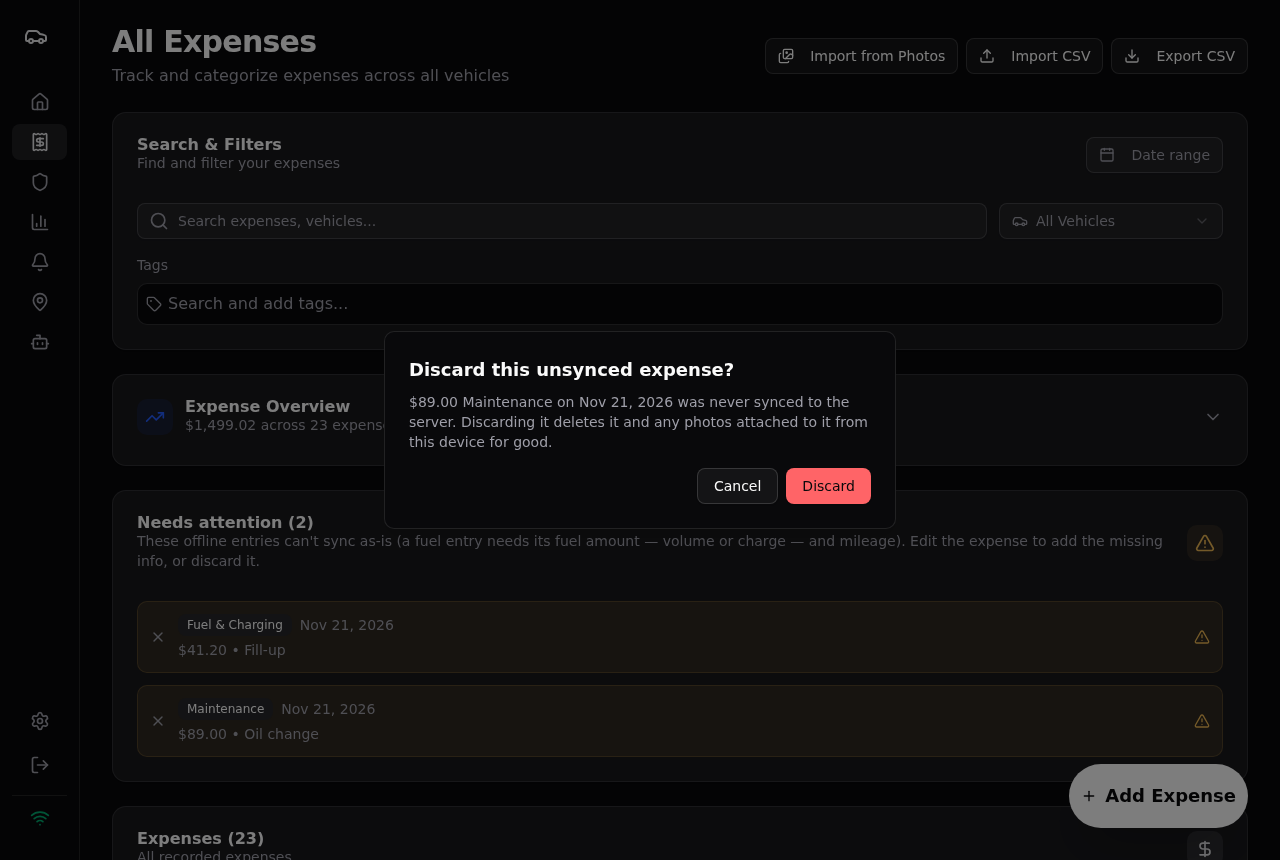 All Expenses
Track and categorize expenses across all vehicles
Import from Photos
Import CSV
Export CSV
Search & Filters
Find and filter your expenses
Date range
Search expenses, vehicles...
All Vehicles
Tags
Search and add tags...
Discard this unsynced expense?
$89.00 Maintenance on Nov 21, 2026 was never synced to the
server. Discarding it deletes it and any photos attached to it from
this device for good.
Cancel
Discard
Expense Overview
$1,499.02 across 23
Needs attention (2)
These offline entries can't sync as-is (a fuel entry needs its fuel amount — volume or charge — and mileage). Edit the expense to add the missing
info, or discard it.
Fuel & Charging
Nov 21, 2026
$41.20 • Fill-up
Maintenance
Nov 21, 2026
$89.00 • Oil change
Add Expense
Expenses (23)
All recorded expenses